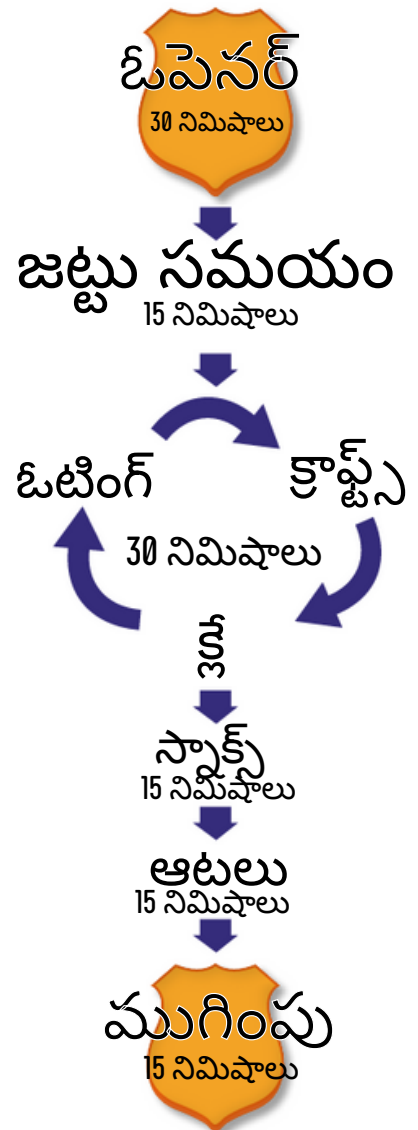 ఓపెనర్
30 నిమిషాలు
జట్టు సమయం
15 నిమిషాలు
ఓటింగ్
క్రాఫ్ట్స్
30 నిమిషాలు
క్లే
స్నాక్స్
15 నిమిషాలు
ఆటలు
15 నిమిషాలు
ముగింపు
15 నిమిషాలు